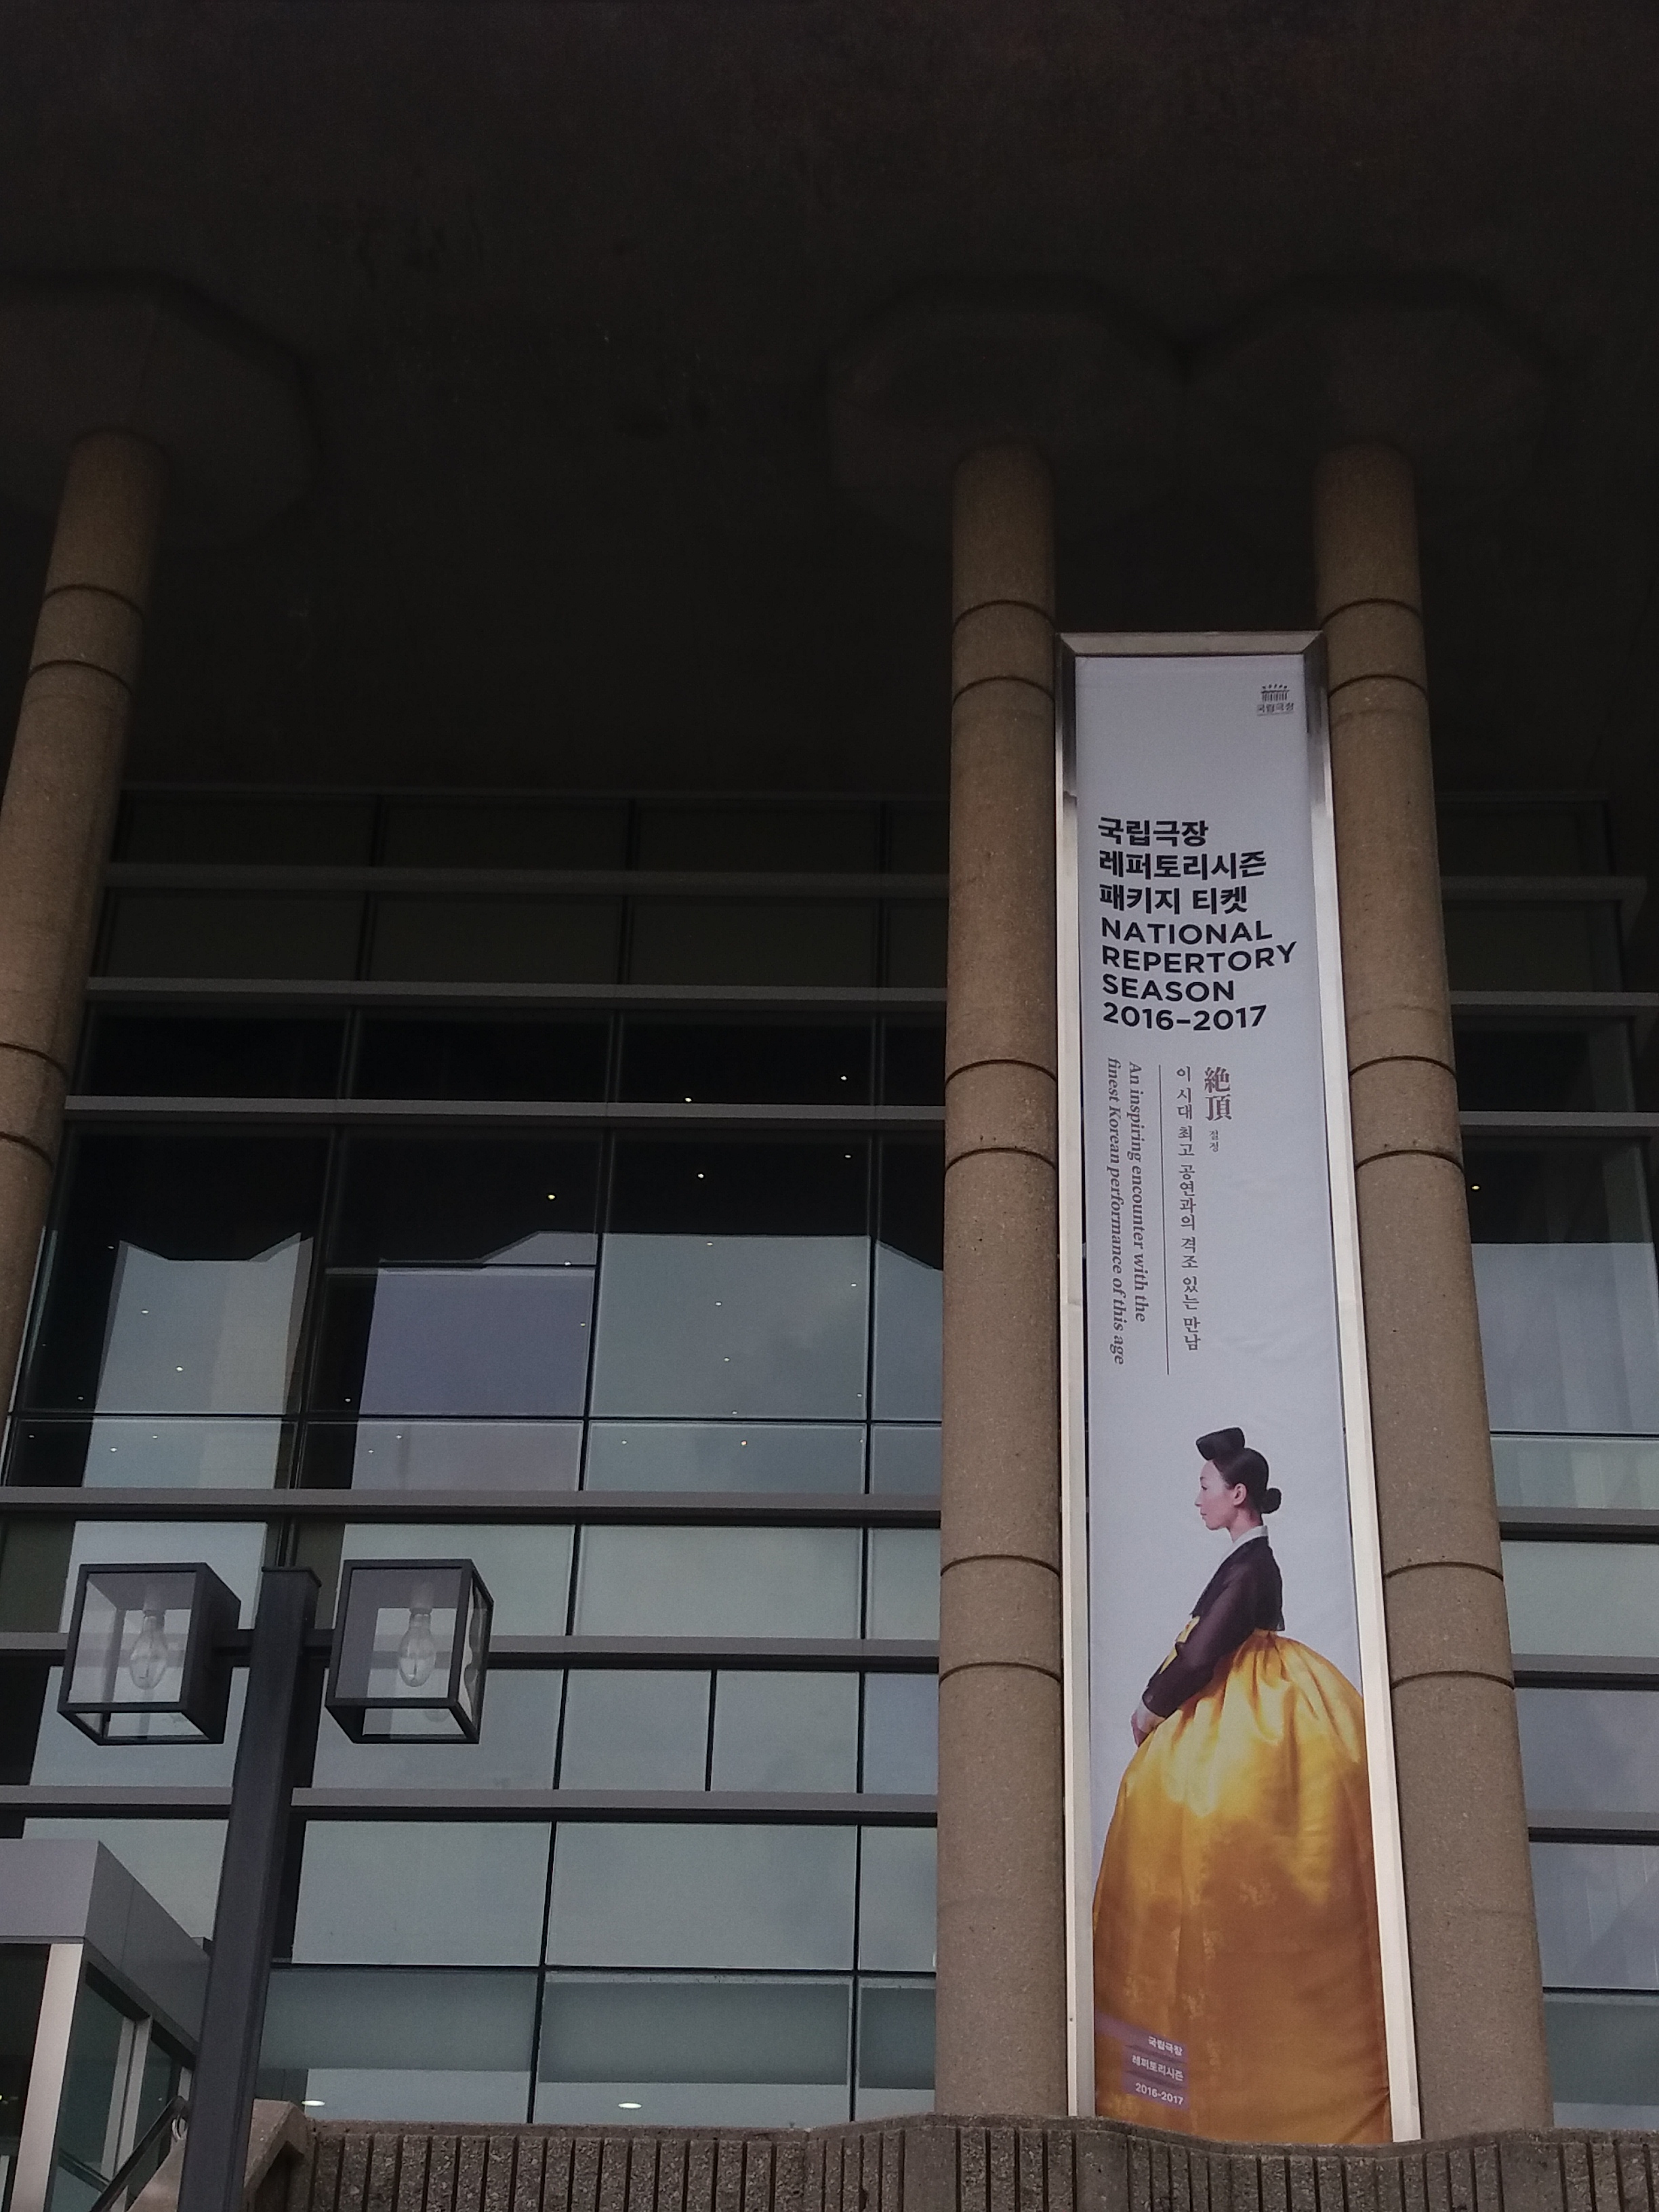 국립극장
국립극장
레퍼토리시즌
패키지 티켓
NATIONAL
REPERTORY
SEASON
2016-2017
絶頂 절정
이 시대 최고 공연과의 격조 있는 만남
An inspiring encounter with the
finest Korean performance of this age
국립극장
레퍼토리시즌
2016-2017